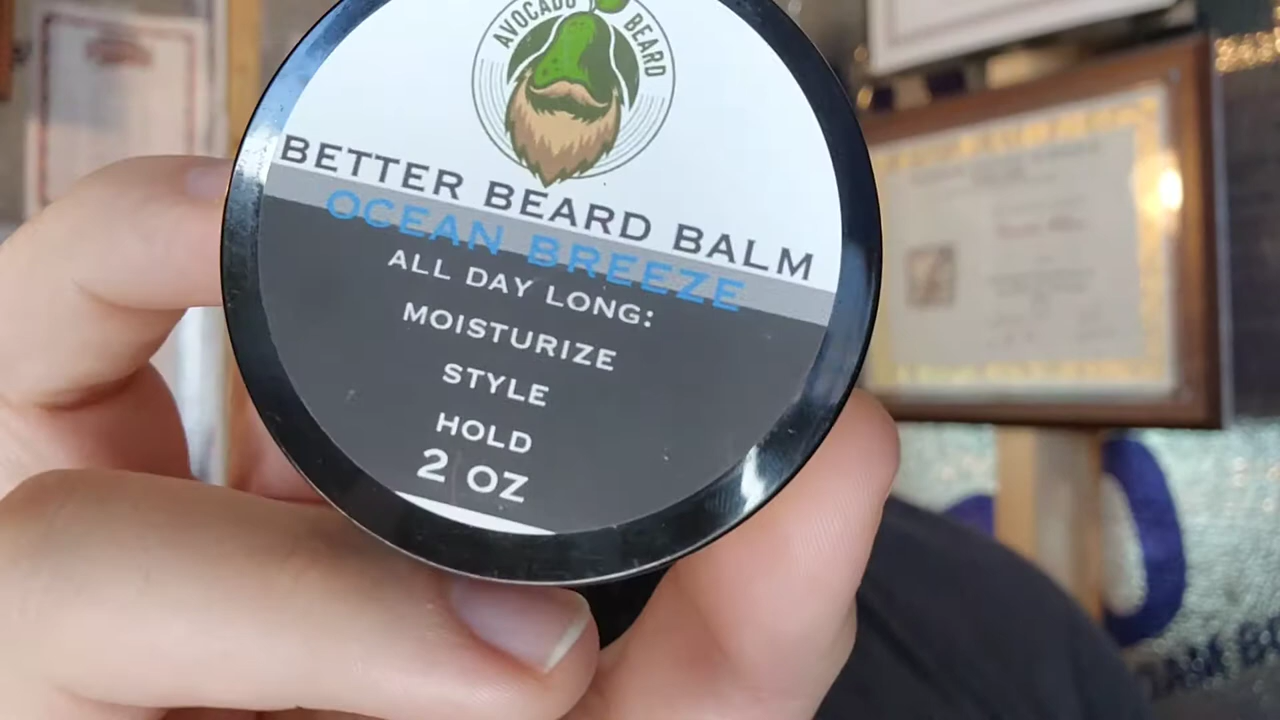 AVOCADO BEARD
BETTER BEARD BALM
OCEAN BREEZE
ALL DAY LONG:
MOISTURIZE
STYLE
HOLD
2 OZ